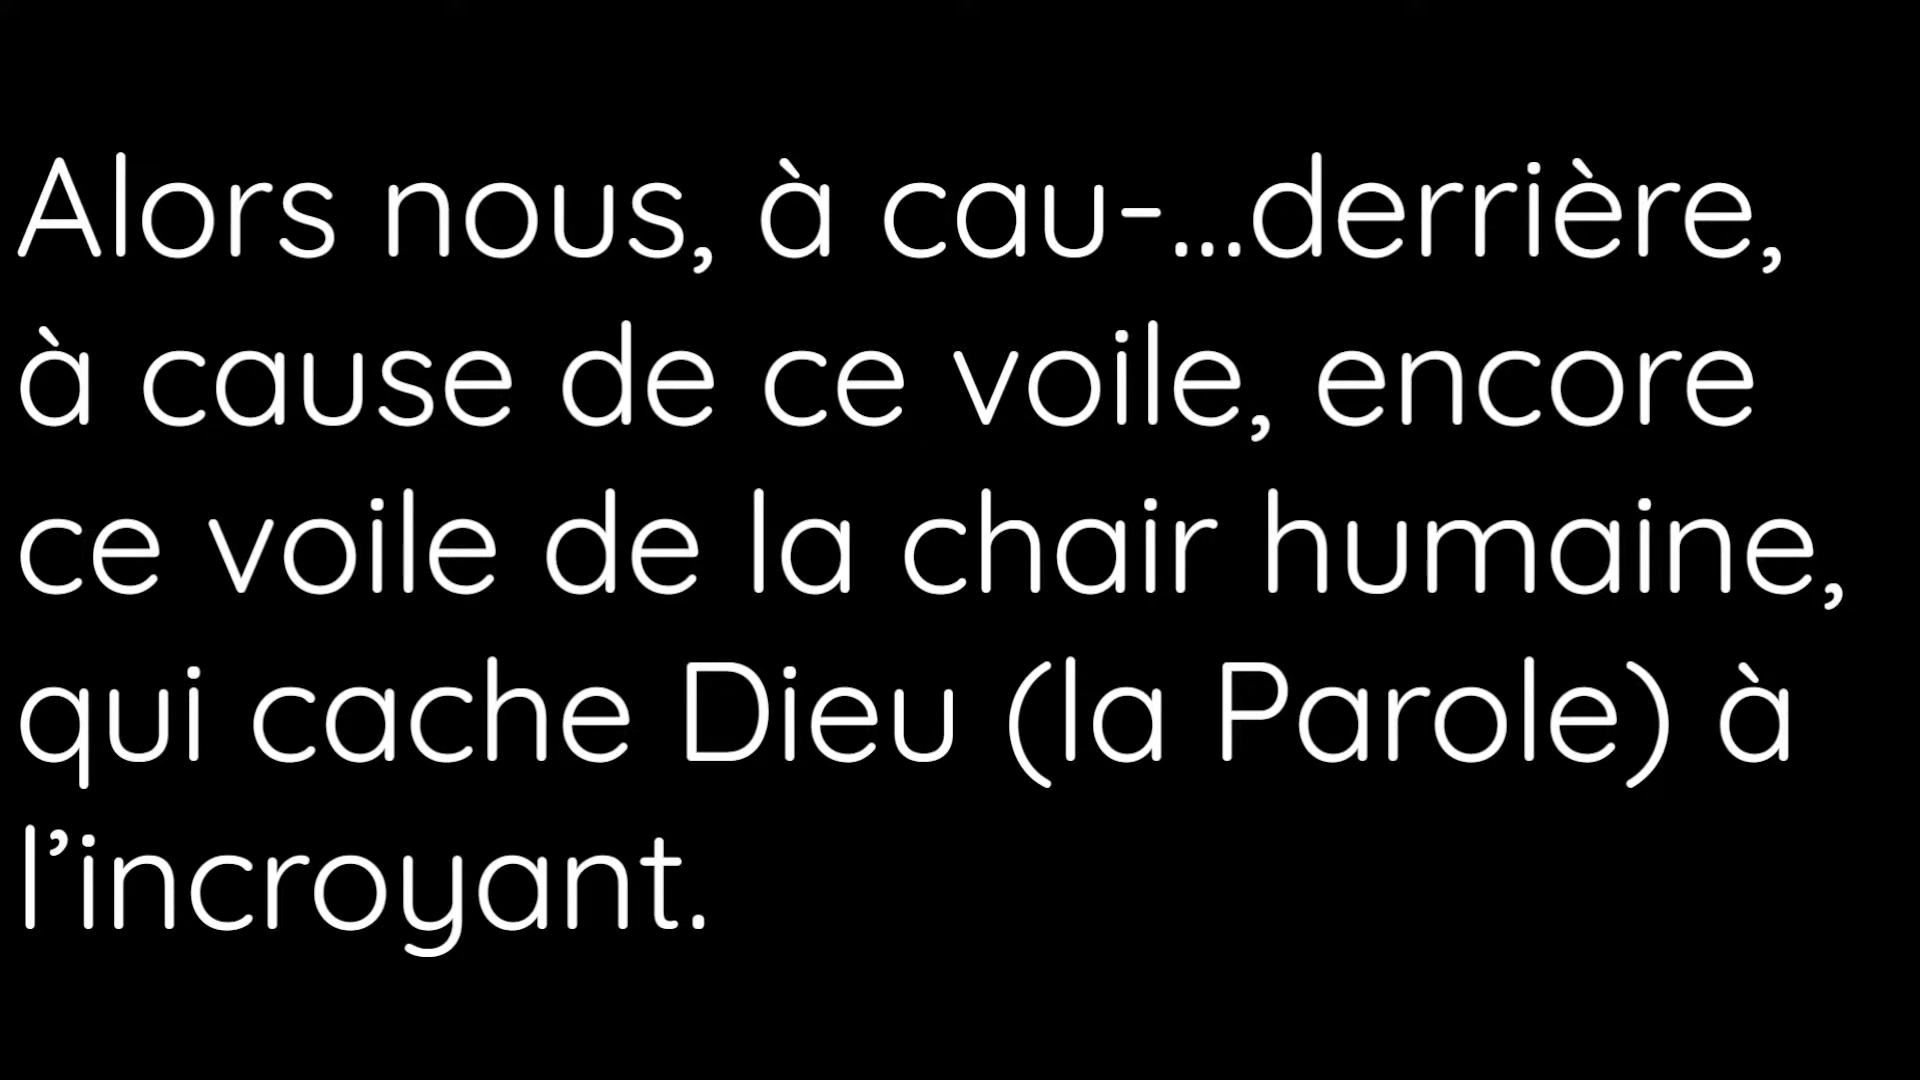 Alors nous, à cau-...derrière,
à cause de ce voile, encore
ce voile de la chair humaine,
qui cache Dieu (la Parole) à
l’incroyant.